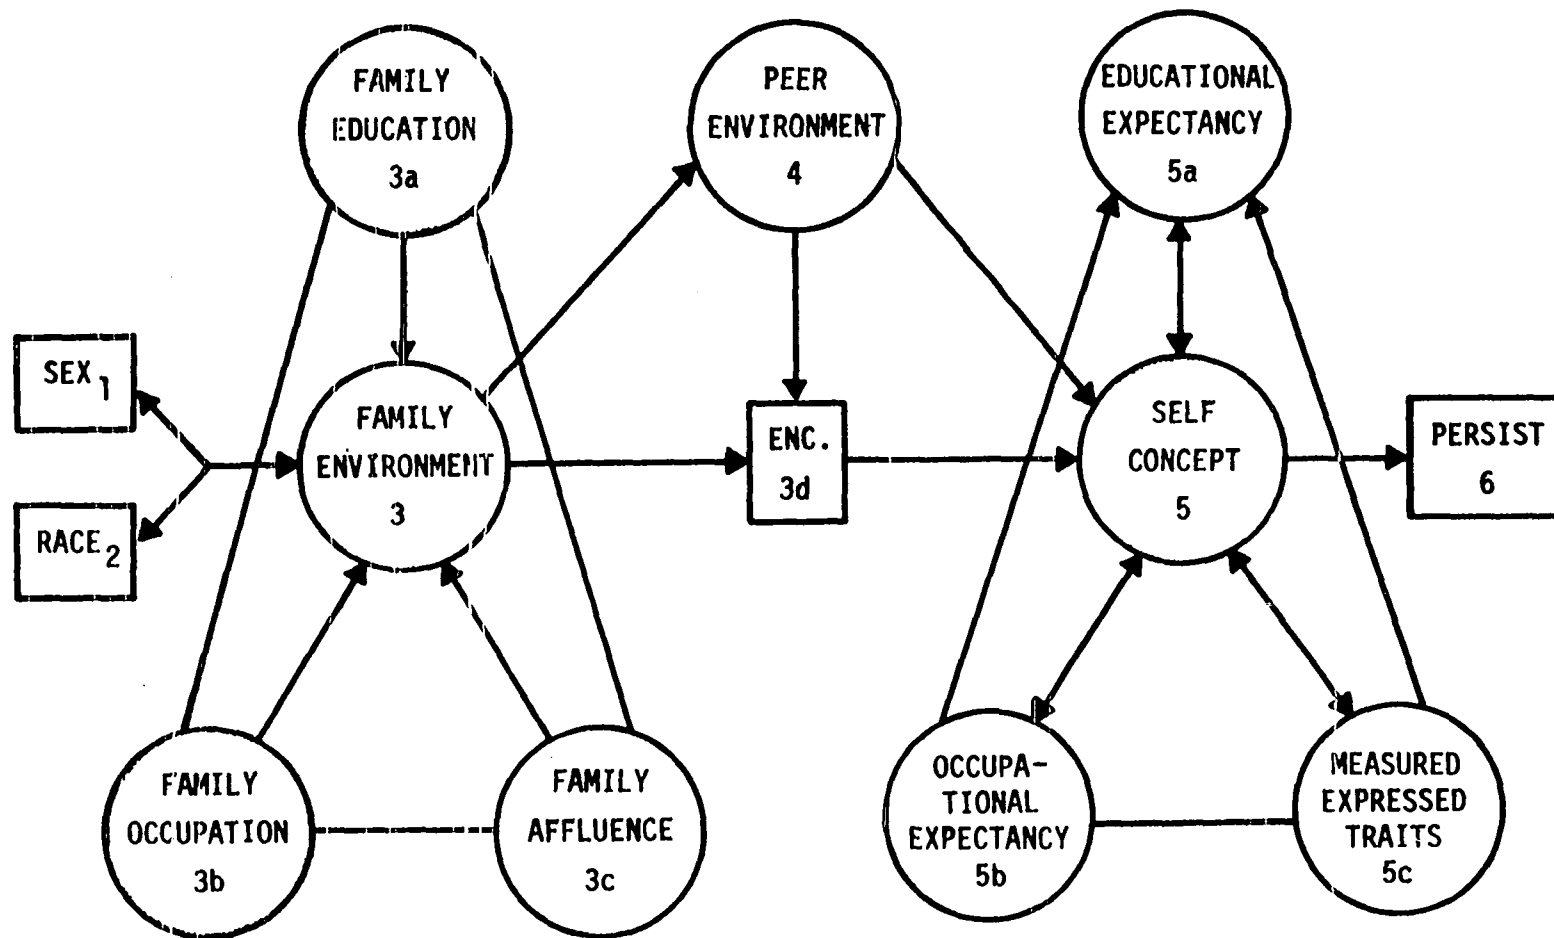 FAMILY
EDUCATION
3a
PEER
ENVIRONMENT
4
EDUCATIONAL
EXPECTANCY
5a
SEX 1
RACE 2
FAMILY
ENVIRONMENT
3
ENC.
3d
SELF
CONCEPT
5
PERSIST
6
FAMILY
OCCUPATION
3b
FAMILY
AFFLUENCE
3c
OCCUPA-
TIONAL
EXPECTANCY
5b
MEASURED
EXPRESSED
TRAITS
5c